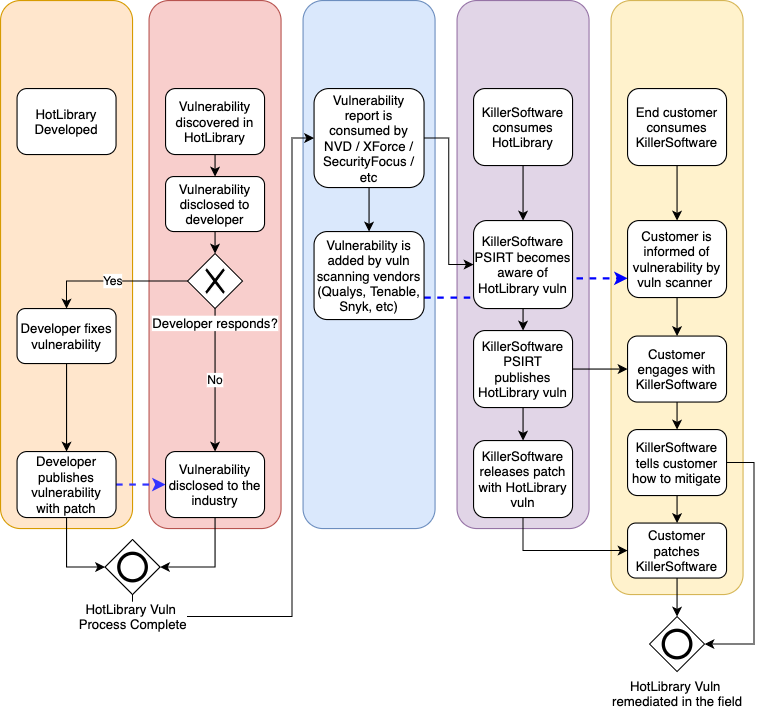 HotLibrary
Developed
Vulnerability
discovered in
HotLibrary
Vulnerability
disclosed to
developer
Yes
Developer responds?
No
Developer fixes
vulnerability
Developer
publishes
vulnerability
with patch
Vulnerability
disclosed to the
industry
HotLibrary Vuln
Process Complete
Vulnerability
report is
consumed by
NVD / XForce /
SecurityFocus /
etc
Vulnerability is
added by vuln
scanning vendors
(Qualys, Tenable,
Snyk, etc)
KillerSoftware
consumes
HotLibrary
KillerSoftware
PSIRT becomes
aware of
HotLibrary vuln
KillerSoftware
PSIRT
publishes
HotLibrary vuln
KillerSoftware
releases patch
with HotLibrary
vuln
End customer
consumes
KillerSoftware
Customer is
informed of
vulnerability by
vuln scanner
Customer
engages with
KillerSoftware
KillerSoftware
tells customer
how to mitigate
Customer
patches
KillerSoftware
HotLibrary Vuln
remediated in the field